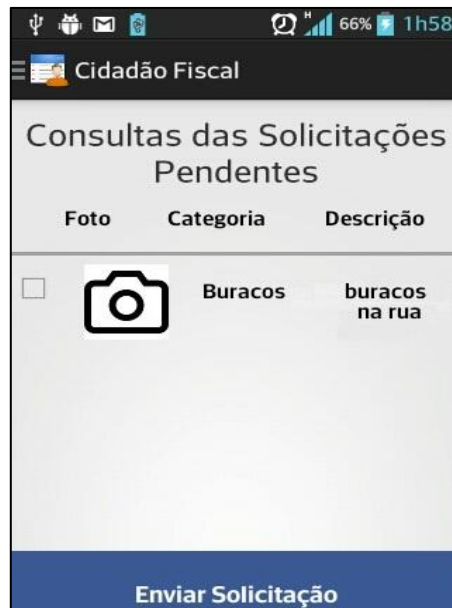 H
66% 1h58
Cidadão Fiscal
Consultas das Solicitações
Pendentes
Foto Categoria Descrição
Buracos buracos
na rua
Enviar Solicitação